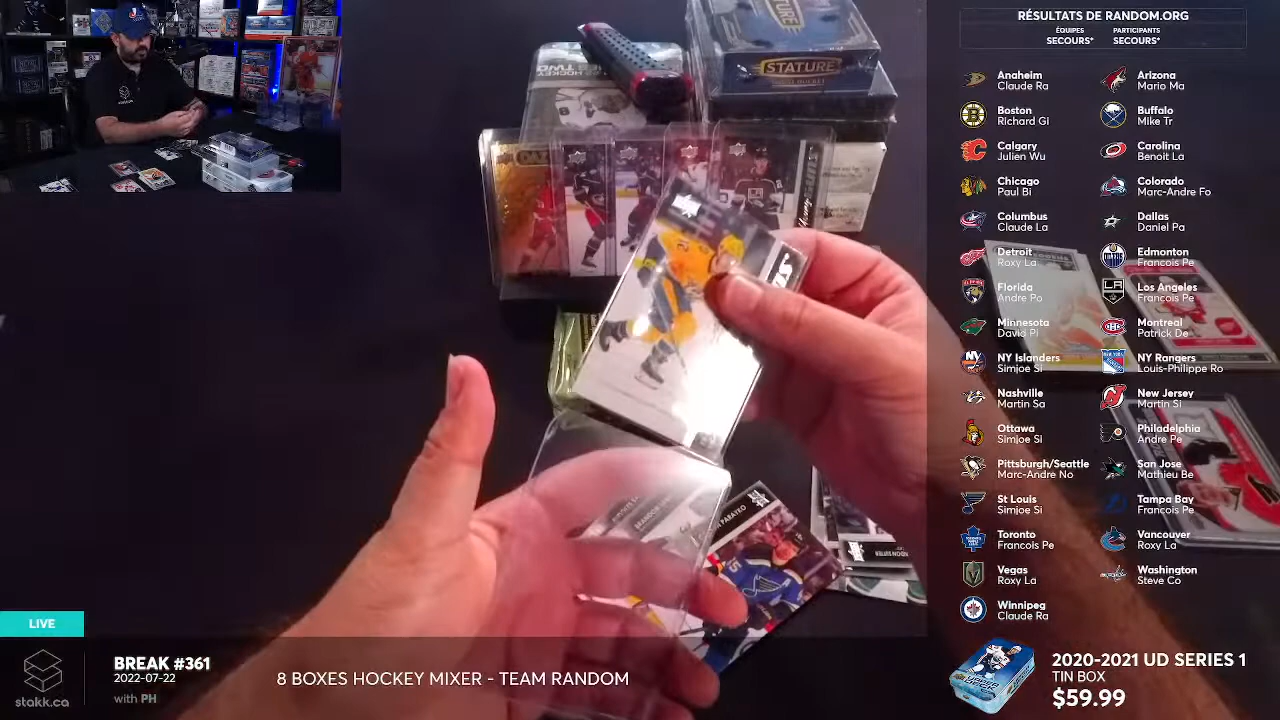 RÉSULTATS DE RANDOM.ORG
ÉQUIPES PARTICIPANTS
SECOURS* SECOURS*
Anaheim
Claude Ra
Arizona
Mario Ma
Boston
Richard Gi
Buffalo
Mike Tr
Calgary
Julien Wu
Carolina
Benoit La
Chicago
Paul Bi
Colorado
Marc-Andre Fo
Columbus
Claude La
Dallas
Daniel Pa
Detroit
Roxy La
Edmonton
Francois Pe
Florida
Andre Po
Los Angeles
Francois Pe
Minnesota
David Pi
Montreal
Patrick De
NY Islanders
Simjoe Si
NY Rangers
Louis-Philippe Ro
Nashville
Martin Sa
New Jersey
Martin Si
Ottawa
Simjoe Si
Philadelphia
Andre Pe
Pittsburgh/Seattle
Marc-Andre No
San Jose
Mathieu Be
St Louis
Simjoe Si
Tampa Bay
Francois Pe
Toronto
Francois Pe
Vancouver
Roxy La
Vegas
Roxy La
Washington
Steve Co
Winnipeg
Claude Ra
STATURE
STATURE
HOCKEY
PARAYKO
LIVE
stakk.ca
BREAK #361
2022-07-22
with PH
8 BOXES HOCKEY MIXER - TEAM RANDOM
2020-2021 UD SERIES 1
TIN BOX
$59.99